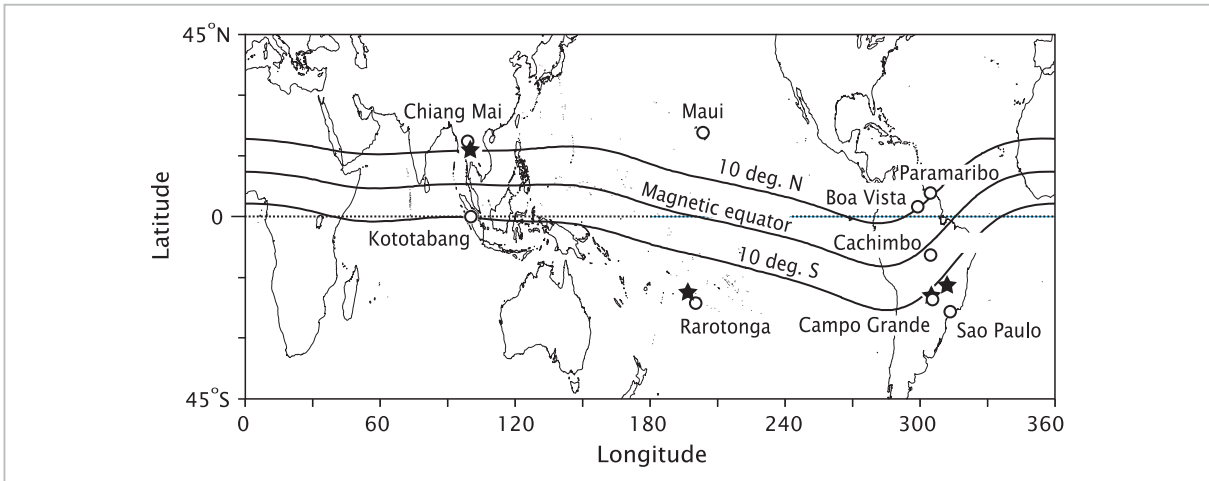 45°N
Chiang Mai
Maui
10 deg. N
Paramaribo
Boa Vista
Magnetic equator
Latitude
0
Kototabang
Cachimbo
10 deg. S
Rarotonga
Campo Grande
Sao Paulo
45°S
0
60
120
180
240
300
360
Longitude